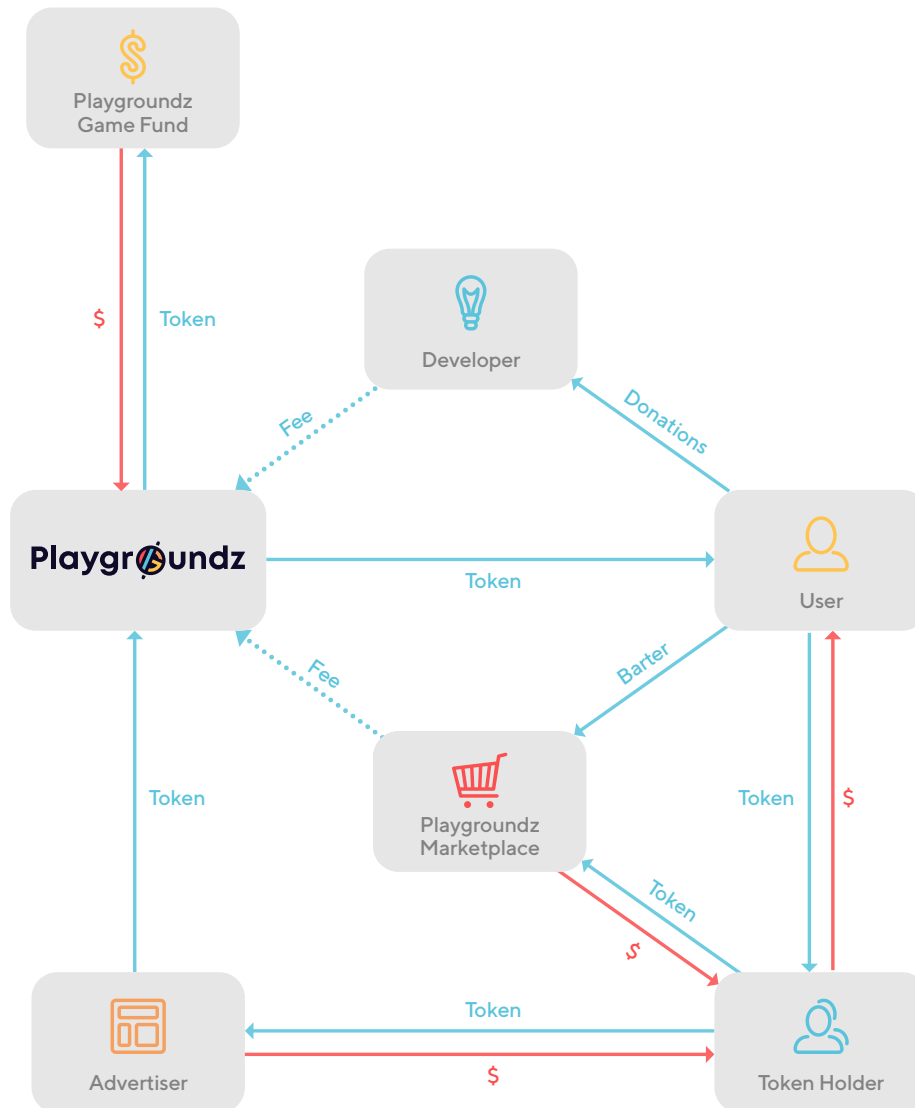 Playgroundz
Game Fund
$
Token
Developer
Fee
Donations
Playgroundz
Token
User
Fee
Barter
Token
Playgroundz
Marketplace
Token
$
Token
$
Token
Advertiser
$
Token Holder